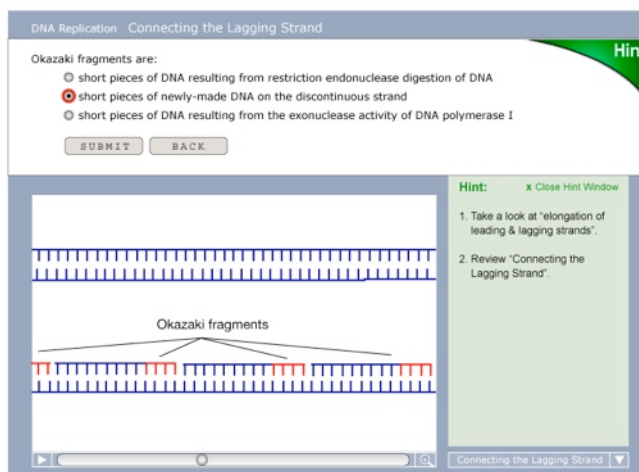 DNA Replication Connecting the Lagging Strand
Okazaki fragments are:
short pieces of DNA resulting from restriction endonuclease digestion of DNA
short pieces of newly-made DNA on the discontinuous strand
short pieces of DNA resulting from the exonuclease activity of DNA polymerase I
SUBMIT BACK
Hin
Hint: x Close Hint Window
1. Take a look at "elongation of
leading & lagging strands".
2. Review "Connecting the
Lagging Strand".
Okazaki fragments
Connecting the Lagging Strand